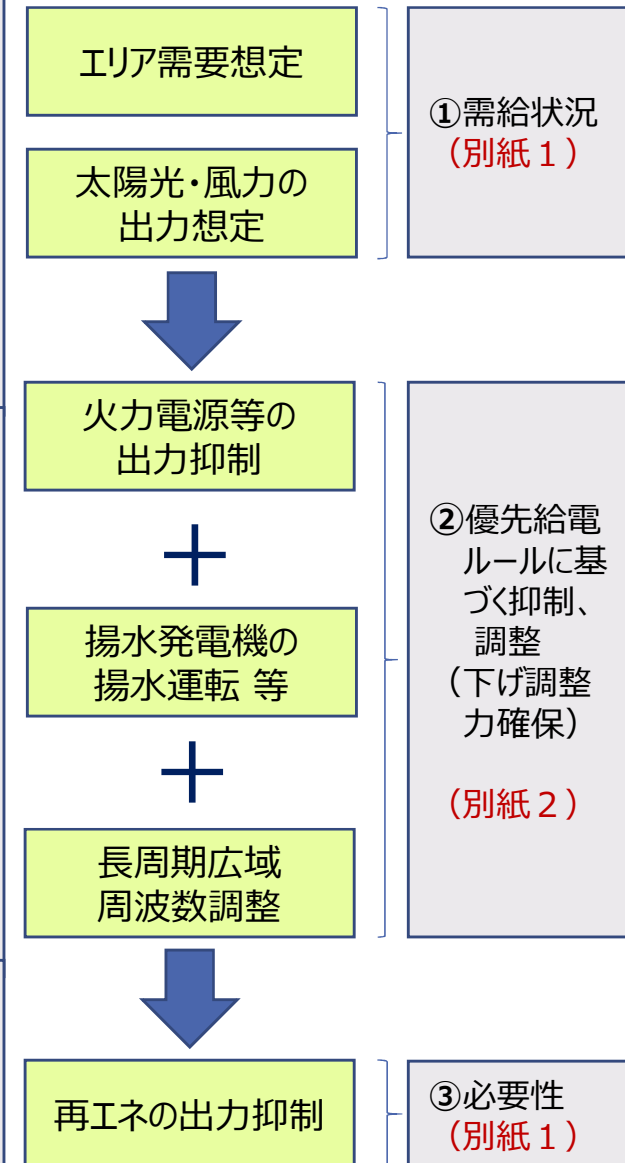 エリア需要想定
太陽光・風力の
出力想定
①需給状況
（別紙１）
火力電源等の
出力抑制
＋
揚水発電機の
揚水運転 等
＋
長周期広域
周波数調整
②優先給電
ルールに基
づく抑制、
調整
（下げ調整
力確保）
（別紙２）
再エネの出力抑制
③必要性
（別紙１）